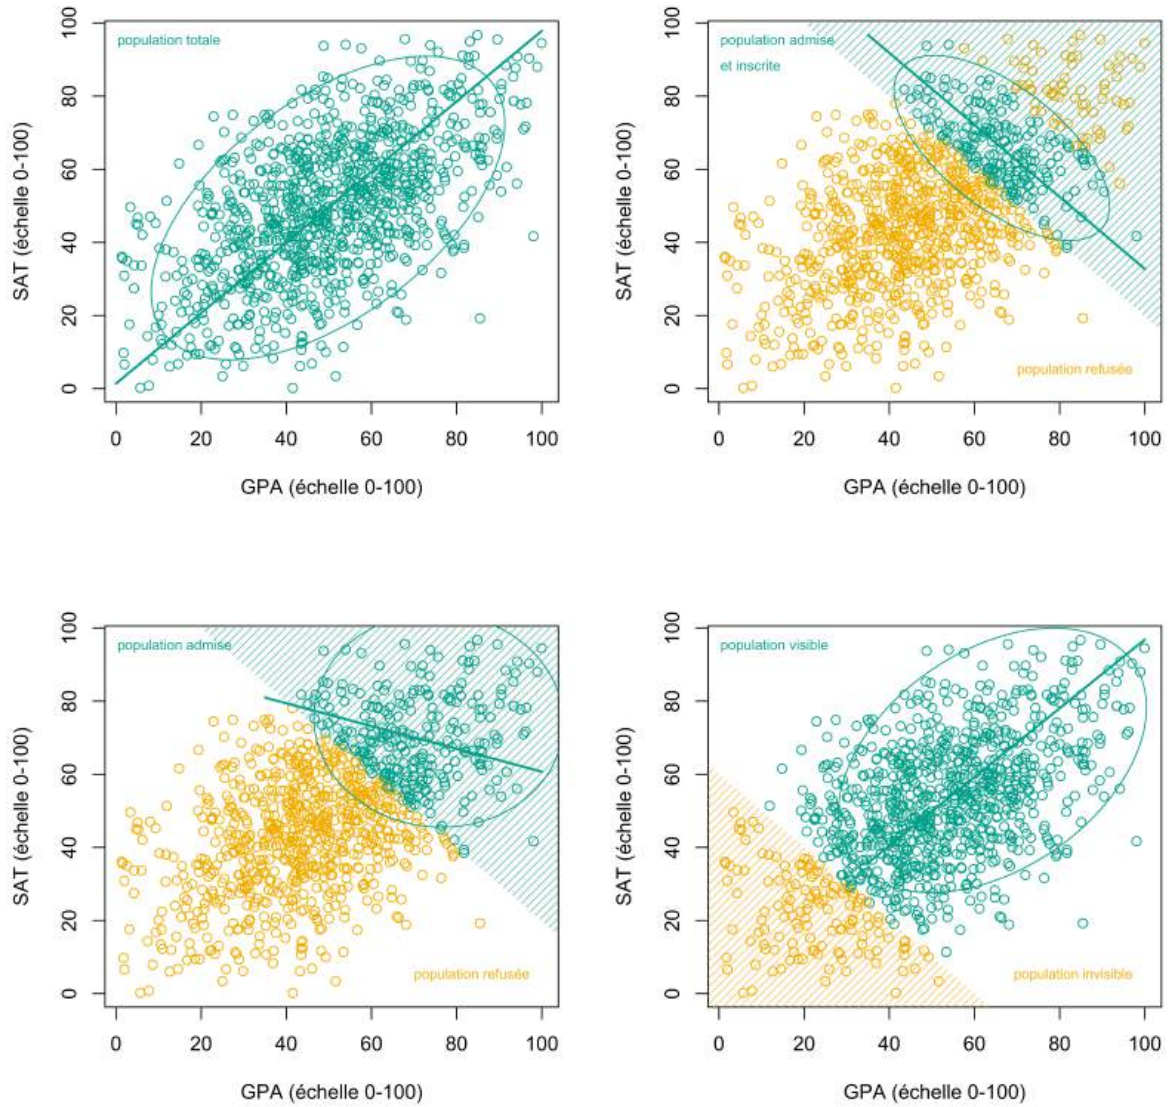 population totale
100
80
60
40
20
0
SAT (échelle 0-100)
0 20 40 60 80 100
GPA (échelle 0-100)
population admise
et inscrite
population refusée
100
80
60
40
20
0
SAT (échelle 0-100)
0 20 40 60 80 100
GPA (échelle 0-100)
population admise
population refusée
100
80
60
40
20
0
SAT (échelle 0-100)
0 20 40 60 80 100
GPA (échelle 0-100)
population visible
population invisible
100
80
60
40
20
0
SAT (échelle 0-100)
0 20 40 60 80 100
GPA (échelle 0-100)